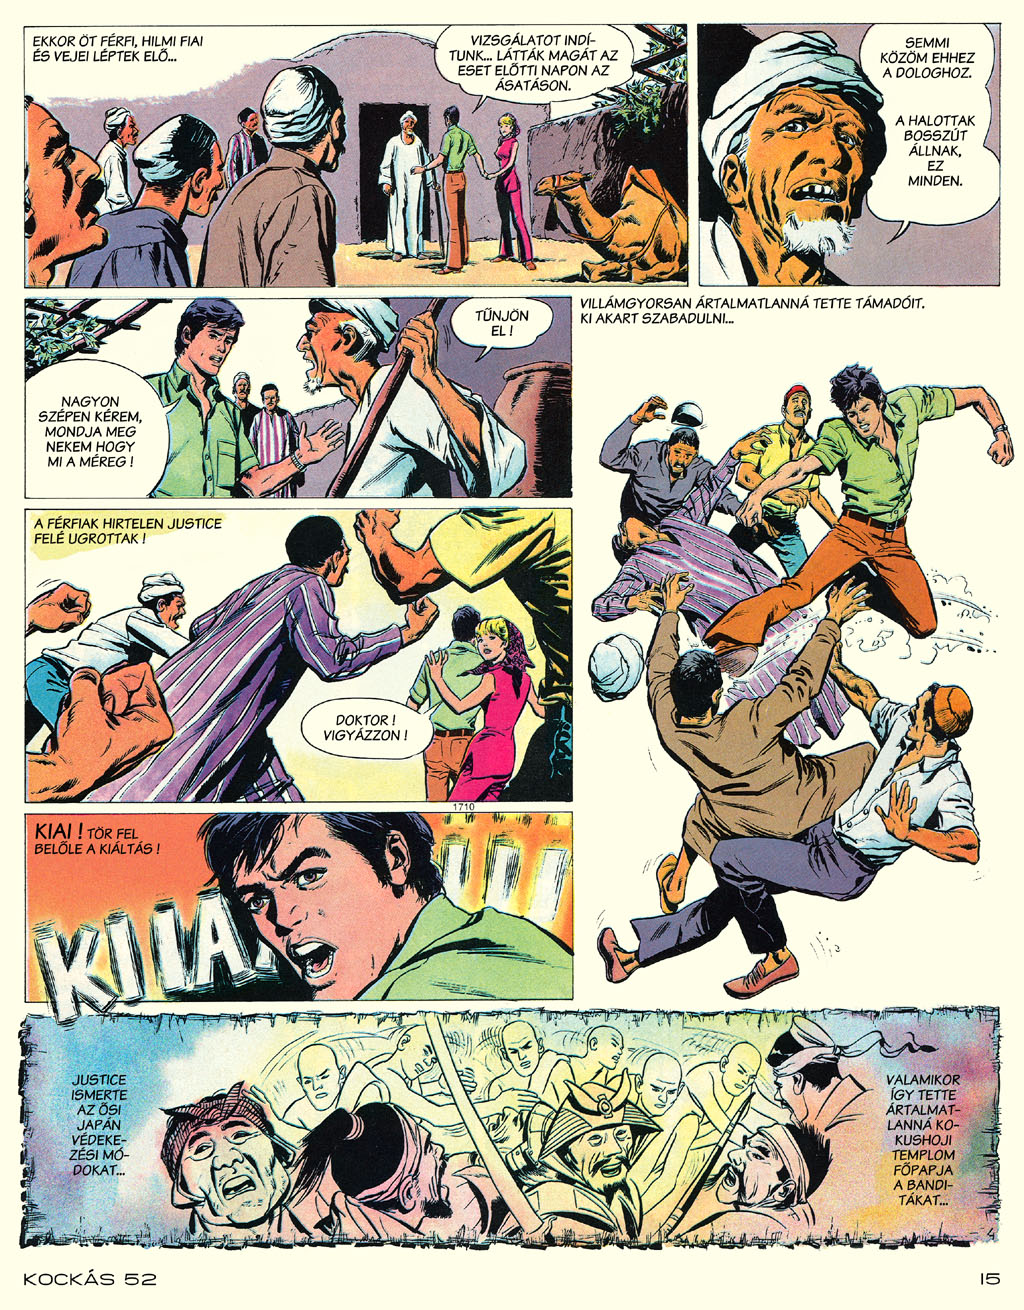 EKKOR ÖT FÉRFI, HILMI FIAI
ÉS VEJEI LÉPTEK ELŐ...
VIZSGÁLATOT INDÍ-
TUNK... LÁTTÁK MAGÁT AZ
ESET ELŐTTI NAPON AZ
ÁSATÁSON.
SEMMI
KÖZÖM EHHEZ
A DOLOGHOZ.
A HALOTTAK
BOSSZÚT
ÁLLNAK,
EZ
MINDEN.
NAGYON
SZÉPEN KÉREM,
MONDJA MEG
NEKEM HOGY
MI A MÉREG !
TŰNJÖN
EL !
VILLÁMGYORSAN ÁRTALMATLANNÁ TETTE TÁMADÓIT.
KI AKART SZABADULNI...
A FÉRFIAK HIRTELEN JUSTICE
FELÉ UGROTTAK !
DOKTOR !
VIGYÁZZON !
1710
KIAI ! TÖR FEL
BELŐLE A KIÁLTÁS !
KIIAIIII
JUSTICE
ISMERTE
AZ ŐSI
JAPÁN
VÉDEKE-
ZÉSI MÓ-
DOKAT...
VALAMIKOR
ÍGY TETTE
ÁRTALMAT-
LANNÁ KO-
KUSHOJI
TEMPLOM
FŐPAPJA
A BANDI-
TÁKAT...
4
KOCKÁS 52
15